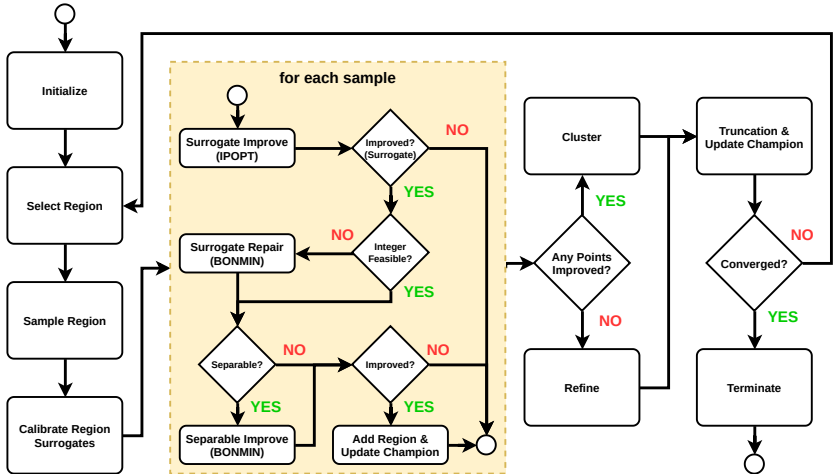 Initialize
Select Region
Sample Region
Calibrate Region
Surrogates
for each sample
Surrogate Improve
(IPOPT)
Improved?
(Surrogate)
NO
YES
Surrogate Repair
(BONMIN)
NO
Integer
Feasible?
YES
Separable?
NO
Improved?
NO
YES
YES
Separable Improve
(BONMIN)
Add Region &
Update Champion
Cluster
YES
Any Points
Improved?
NO
Refine
Truncation &
Update Champion
Converged?
NO
YES
Terminate